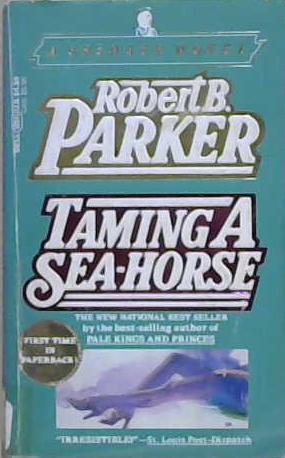 A SPENSER NOVEL
Robert B.
PARKER
TAMING A
SEA-HORSE
THE NEW NATIONAL BEST SELLER
by the best-selling author of
PALE KINGS AND PRINCES
FIRST TIME
IN
PAPERBACK!
"IRRESISTIBLE!"—St. Louis Post-Dispatch